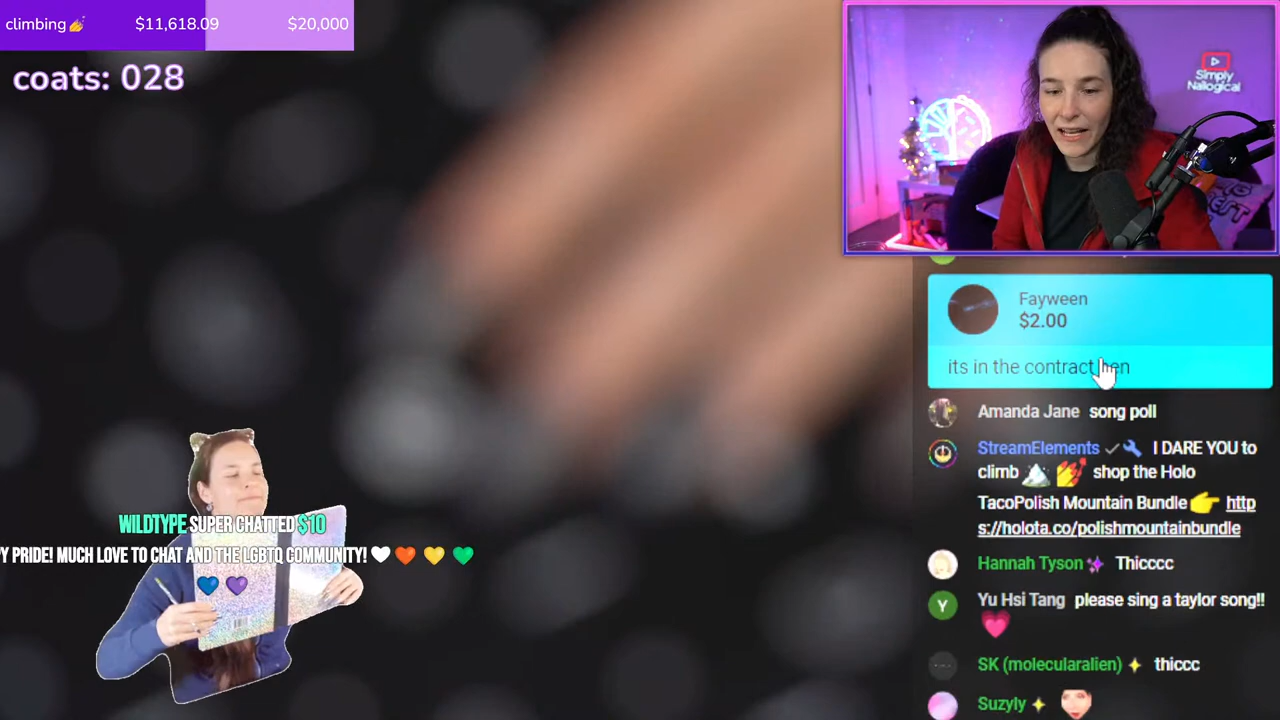 climbing💅 $11,618.09 $20,000
coats: 028
Simply
Nailogical
Fayween
$2.00
its in the contract
Amanda Jane song poll
StreamElements I DARE YOU to
climb 🏔️ 💅 shop the Holo
TacoPolish Mountain Bundle 👉 http
s://holota.co/polishmountainbundle
Hannah Tyson Thicccc
Y Yu Hsi Tang please sing a taylor song!!
💗
SK (molecularalien) thiccc
Suzyly
WILDTYPE SUPER CHATTED $10
Y PRIDE! MUCH LOVE TO CHAT AND THE LGBTQ COMMUNITY! 🤍 🧡 💛 💚
💙 💜